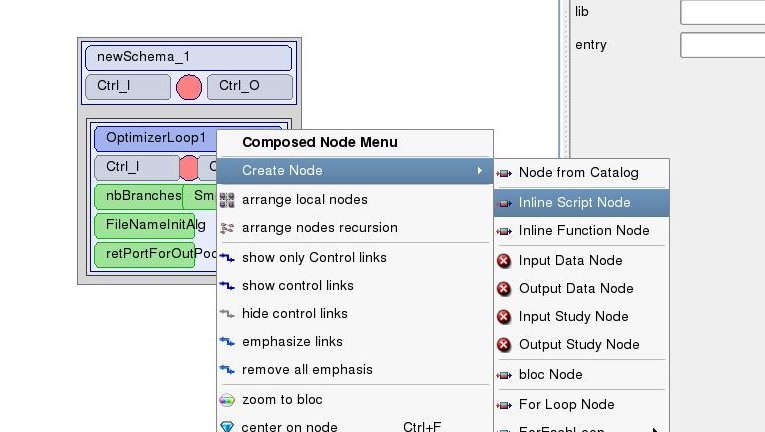 lib
entry
newSchema_1
Ctrl_I Ctrl_O
OptimizerLoop1
Ctrl_I C
nbBranches Sm
FileNameInitAlg
retPortForOutPoo
Composed Node Menu
Create Node
arrange local nodes
arrange nodes recursion
show only Control links
show control links
hide control links
emphasize links
remove all emphasis
zoom to bloc
center on node Ctrl+F
Node from Catalog
Inline Script Node
Inline Function Node
Input Data Node
Output Data Node
Input Study Node
Output Study Node
bloc Node
For Loop Node
ForEachLoop